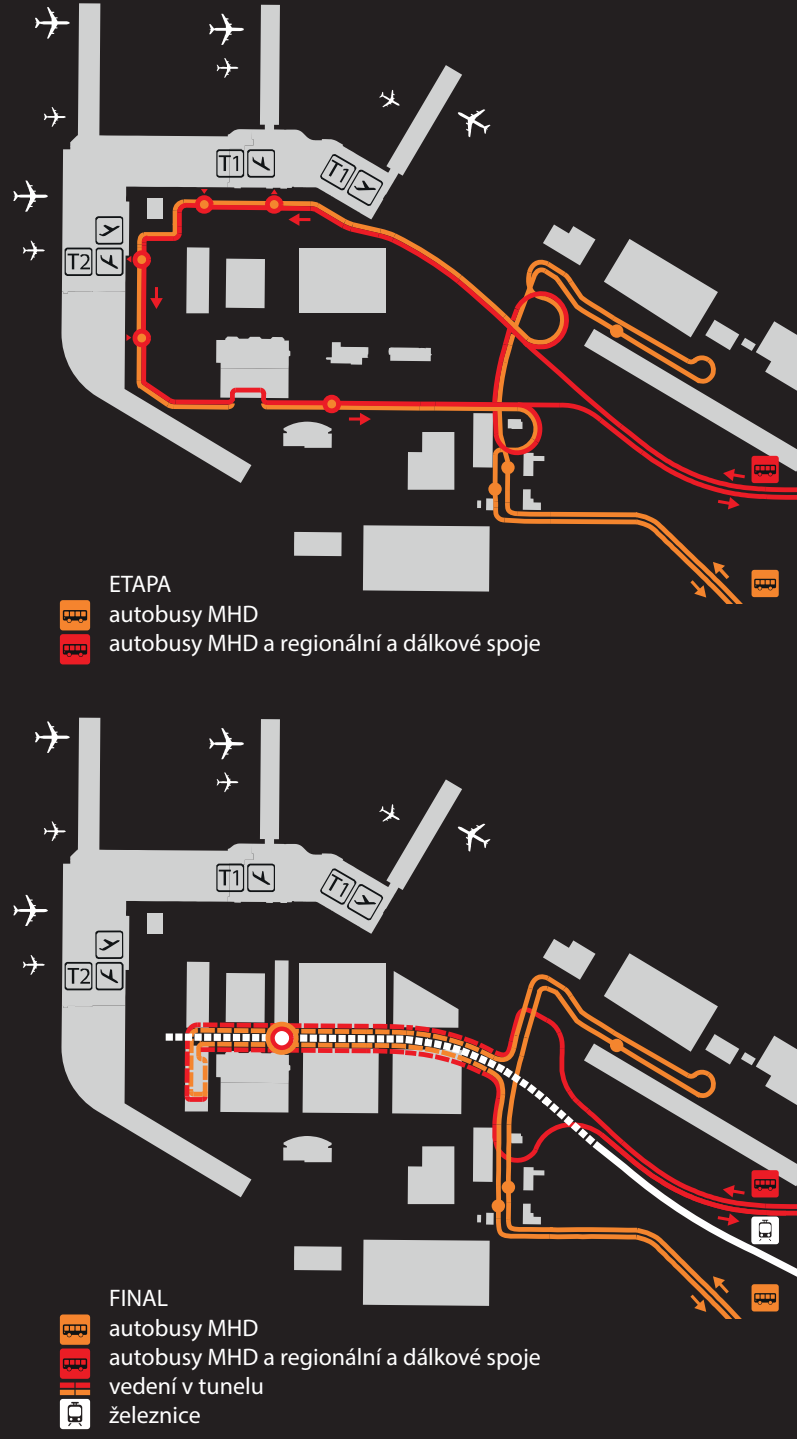 T1
T1
T2
ETAPA
autobusy MHD
autobusy MHD a regionální a dálkové spoje
T1
T1
T2
FINAL
autobusy MHD
autobusy MHD a regionální a dálkové spoje
vedení v tunelu
železnice